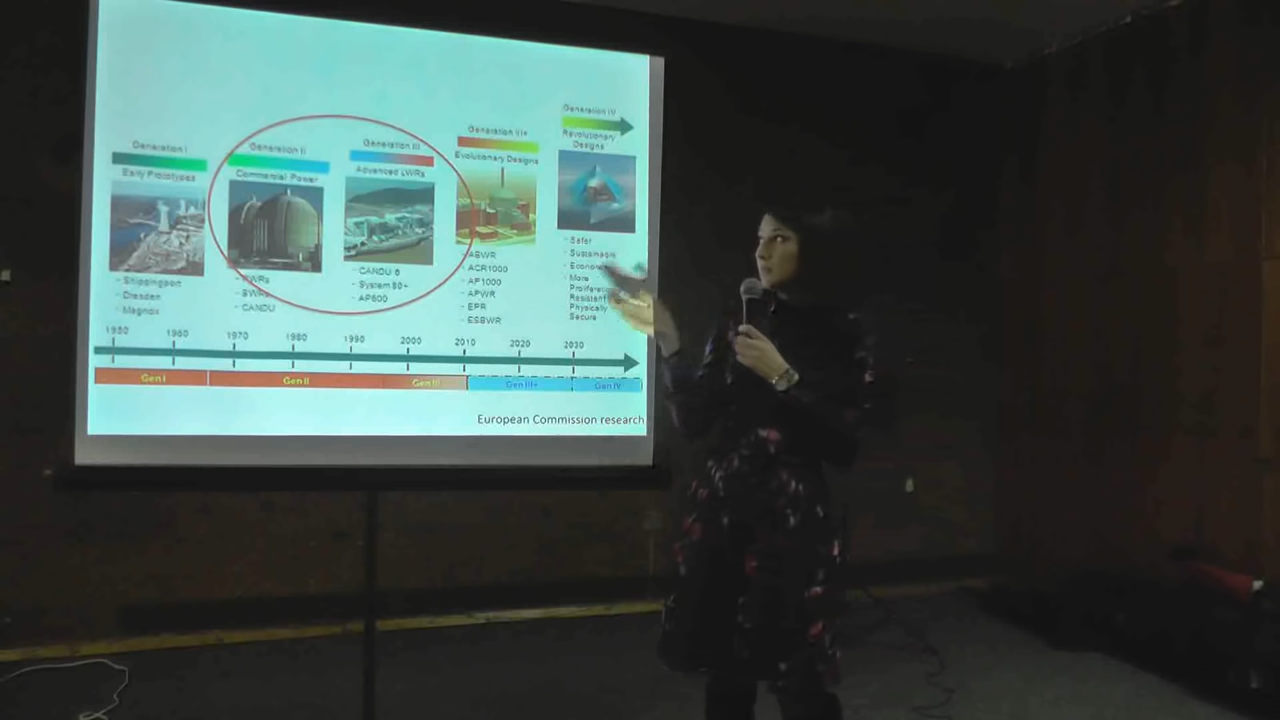 Generation I
Early Prototypes
- Shippingport
- Dresden
- Magnox
Generation II
Commercial Power
- PWRs
- BWRs
- CANDU
Generation III
Advanced LWRs
- CANDU 6
- System 80+
- AP600
Generation III+
Evolutionary Designs
- ABWR
- ACR1000
- AP1000
- APWR
- EPR
- ESBWR
Generation IV
Revolutionary
Designs
- Safer
- Sustainable
- More
Resistant
Physically
Secure
1950 1960 1970 1980 1990 2000 2010 2020 2030
Gen I Gen II Gen III Gen III+ Gen IV
European Commission research